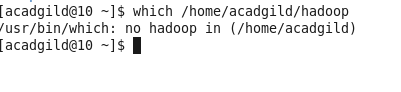 [acadgild@10 ~]$ which /home/acadgild/hadoop
/usr/bin/which: no hadoop in (/home/acadgild)
[acadgild@10 ~]$